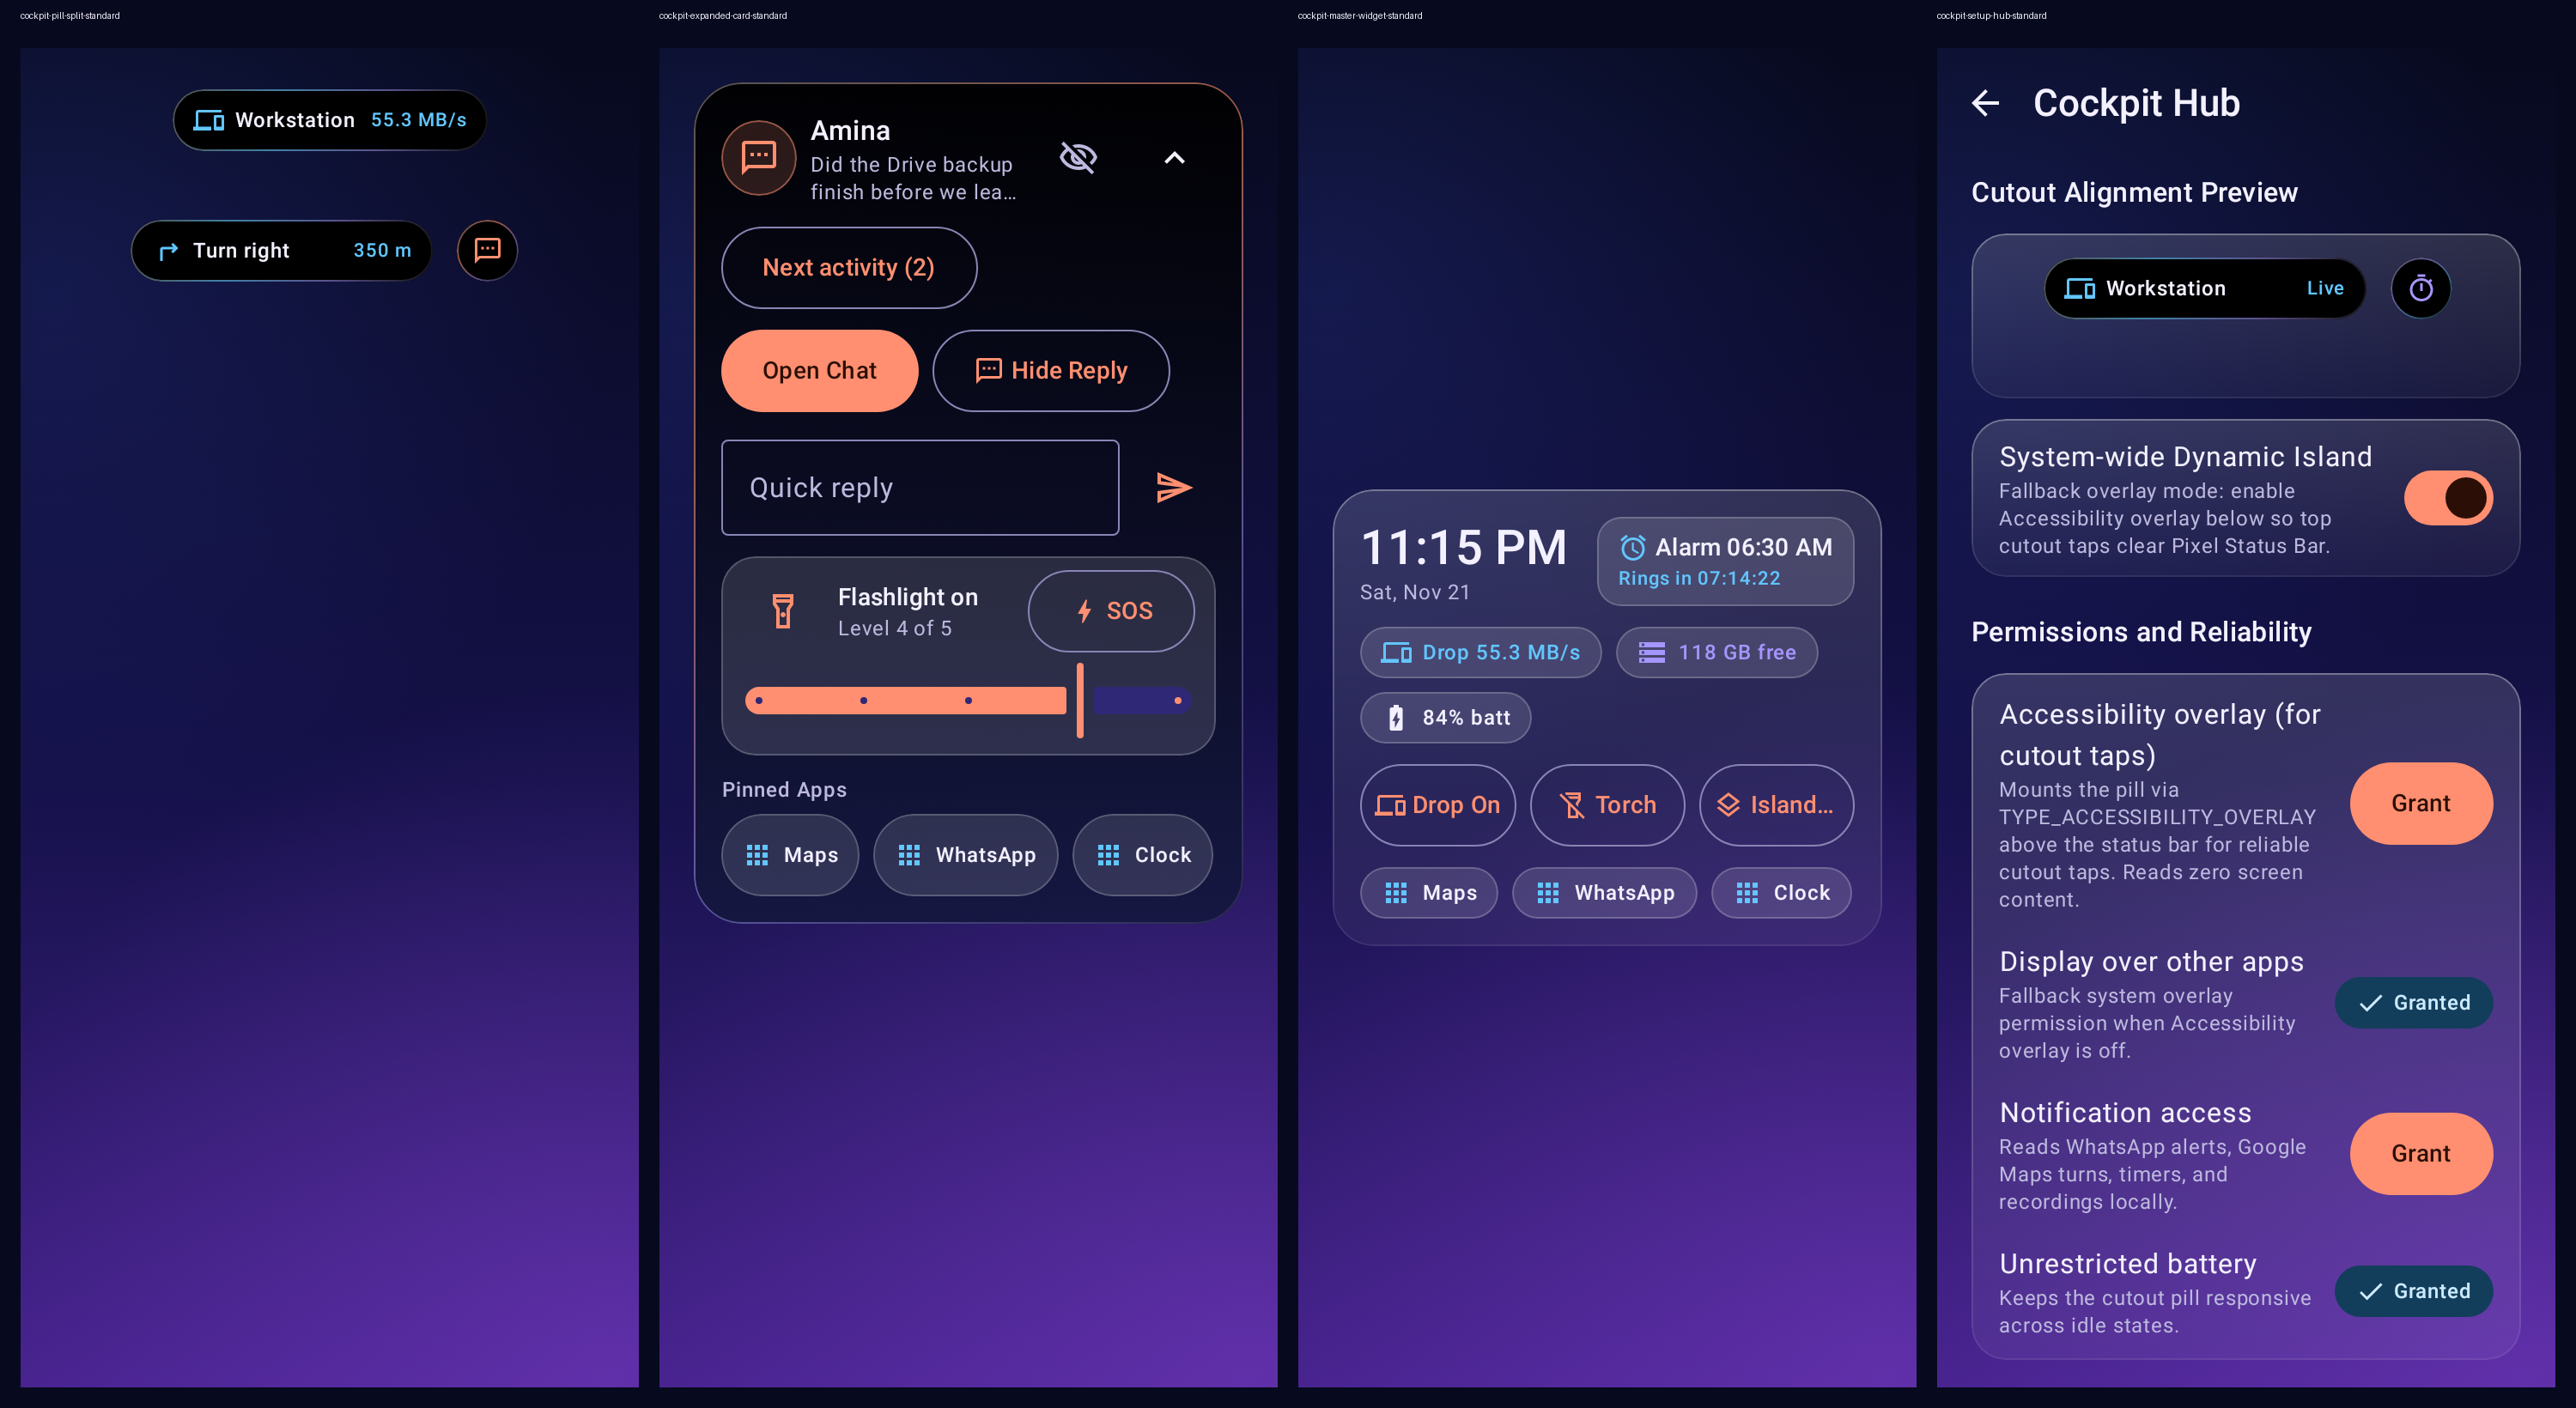 cockpit-pill-split-standard
Workstation 55.3 MB/s
Turn right 350 m
cockpit-expanded-card-standard
Amina
Did the Drive backup
finish before we lea...
Next activity (2)
Open Chat
Hide Reply
Quick reply
Flashlight on
Level 4 of 5
SOS
Pinned Apps
Maps
WhatsApp
Clock
cockpit-master-widget-standard
11:15 PM
Sat, Nov 21
Alarm 06:30 AM
Rings in 07:14:22
Drop 55.3 MB/s
118 GB free
84% batt
Drop On
Torch
Island...
Maps
WhatsApp
Clock
cockpit-setup-hub-standard
Cockpit Hub
Cutout Alignment Preview
Workstation Live
System-wide Dynamic Island
Fallback overlay mode: enable
Accessibility overlay below so top
cutout taps clear Pixel Status Bar.
Permissions and Reliability
Accessibility overlay (for
cutout taps)
Mounts the pill via
TYPE_ACCESSIBILITY_OVERLAY
above the status bar for reliable
cutout taps. Reads zero screen
content.
Grant
Display over other apps
Fallback system overlay
permission when Accessibility
overlay is off.
Granted
Notification access
Reads WhatsApp alerts, Google
Maps turns, timers, and
recordings locally.
Grant
Unrestricted battery
Keeps the cutout pill responsive
across idle states.
Granted